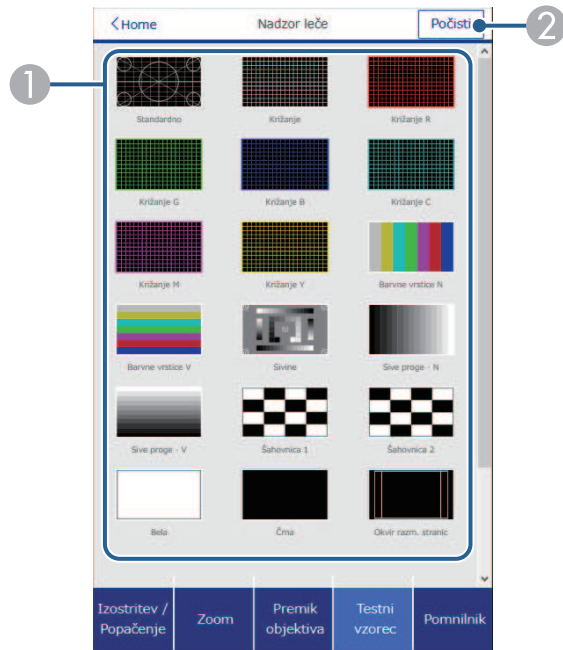 Home
Nadzor leče
Počisti
2
1
Standardno
Križanje
Križanje R
Križanje G
Križanje B
Križanje C
Križanje M
Križanje Y
Barvne vrstice N
Barvne vrstice V
Sivine
Sive proge - N
Sive proge - V
Šahovnica 1
Šahovnica 2
Bela
Črna
Okvir razm. stranic
Izostritev /
Popačenje
Zoom
Premik
objektiva
Testni
vzorec
Pomnilnik